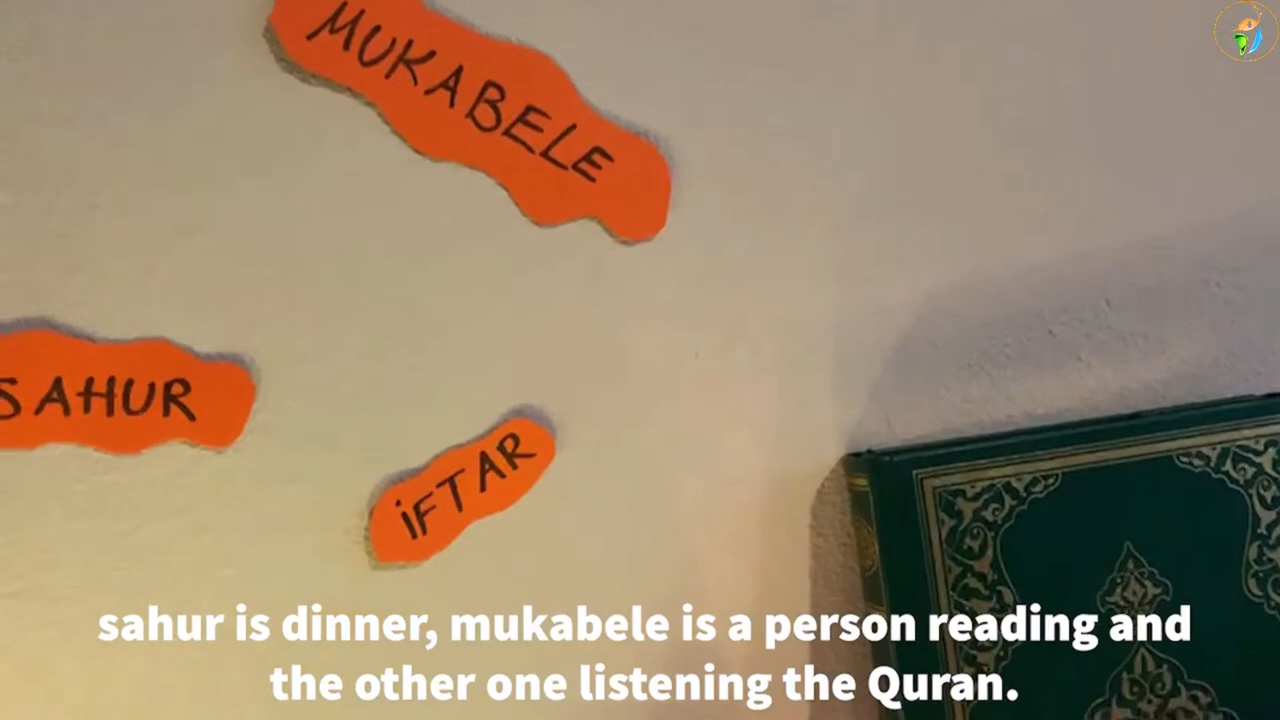 MUKABELE
SAHUR
İFTAR
sahur is dinner, mukabele is a person reading and
the other one listening the Quran.